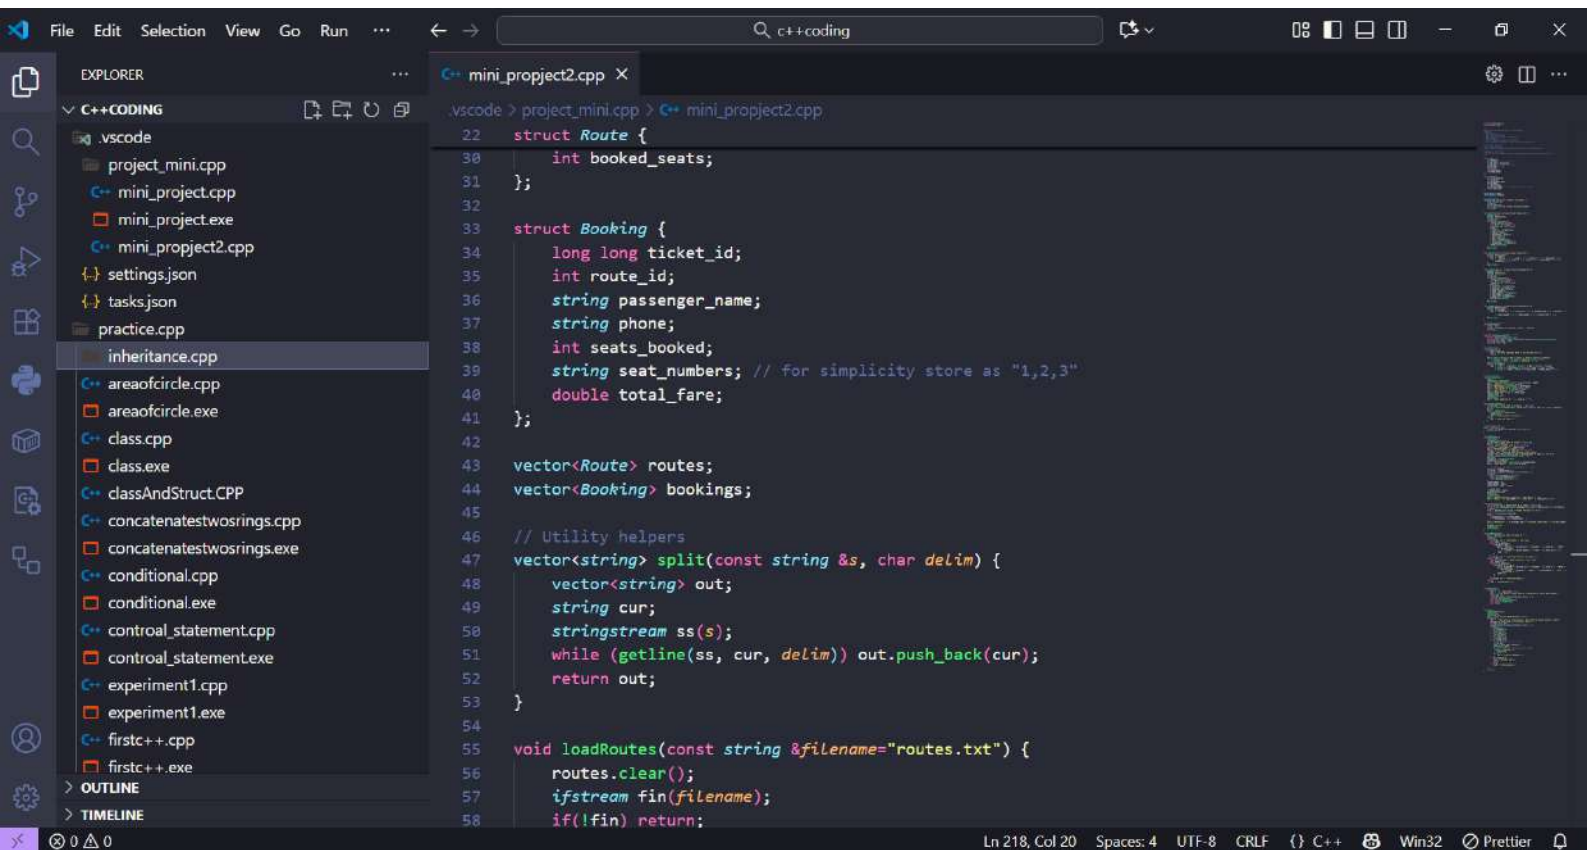 File Edit Selection View Go Run ··· c++coding
EXPLORER ···
C++CODING
.vscode
project_mini.cpp
mini_project.cpp
mini_project.exe
mini_propject2.cpp
settings.json
tasks.json
practice.cpp
inheritance.cpp
areaofcircle.cpp
areaofcircle.exe
class.cpp
class.exe
classAndStruct.CPP
concatenatestwosrings.cpp
concatenatestwosrings.exe
conditional.cpp
conditional.exe
controal_statement.cpp
controal_statement.exe
experiment1.cpp
experiment1.exe
firstc++.cpp
firstc++.exe
OUTLINE
TIMELINE
mini_propject2.cpp
.vscode > project_mini.cpp > mini_propject2.cpp
22 struct Route {
30 int booked_seats;
31 };
32
33 struct Booking {
34 long long ticket_id;
35 int route_id;
36 string passenger_name;
37 string phone;
38 int seats_booked;
39 string seat_numbers; // for simplicity store as "1,2,3"
40 double total_fare;
41 };
42
43 vector<Route> routes;
44 vector<Booking> bookings;
45
46 // Utility helpers
47 vector<string> split(const string &s, char delim) {
48 vector<string> out;
49 string cur;
50 stringstream ss(s);
51 while (getline(ss, cur, delim)) out.push_back(cur);
52 return out;
53 }
54
55 void loadRoutes(const string &filename="routes.txt") {
56 routes.clear();
57 ifstream fin(filename);
58 if(!fin) return;
0 0 Ln 218, Col 20 Spaces: 4 UTF-8 CRLF {} C++ Win32 Prettier